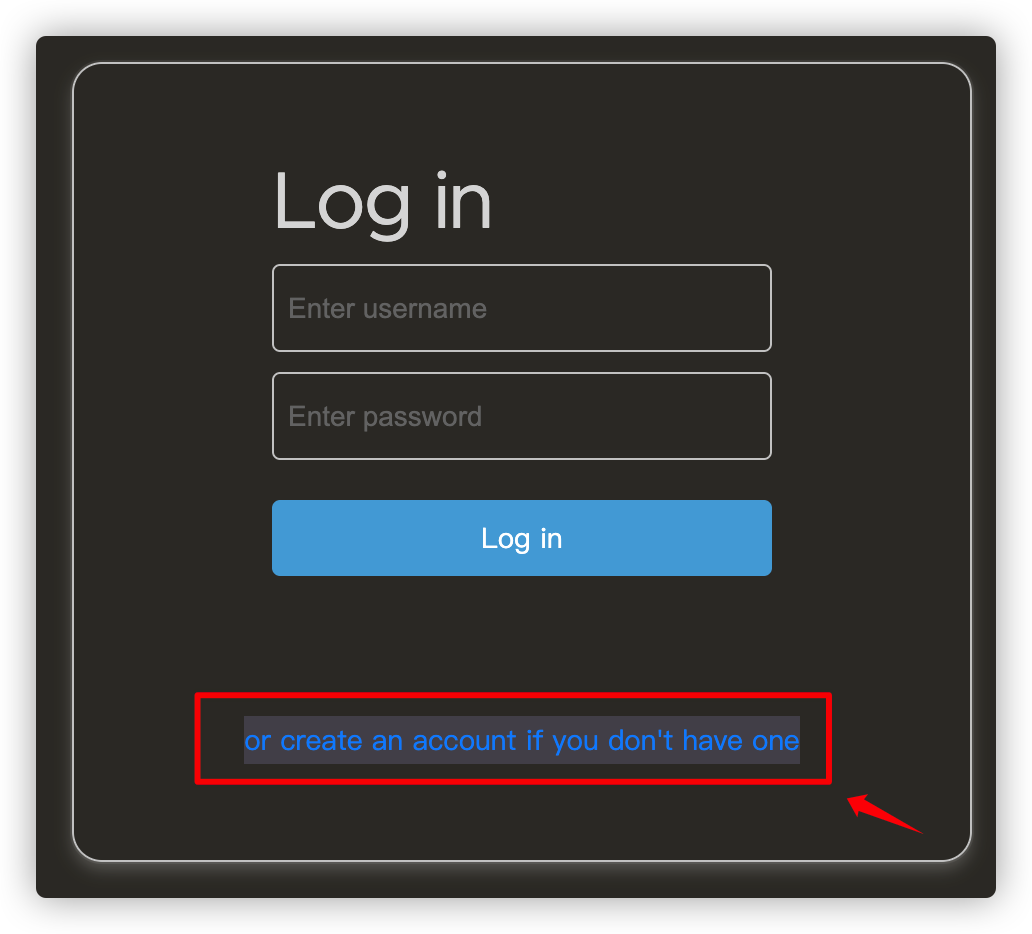 Log in
Enter username
Enter password
Log in
or create an account if you don't have one